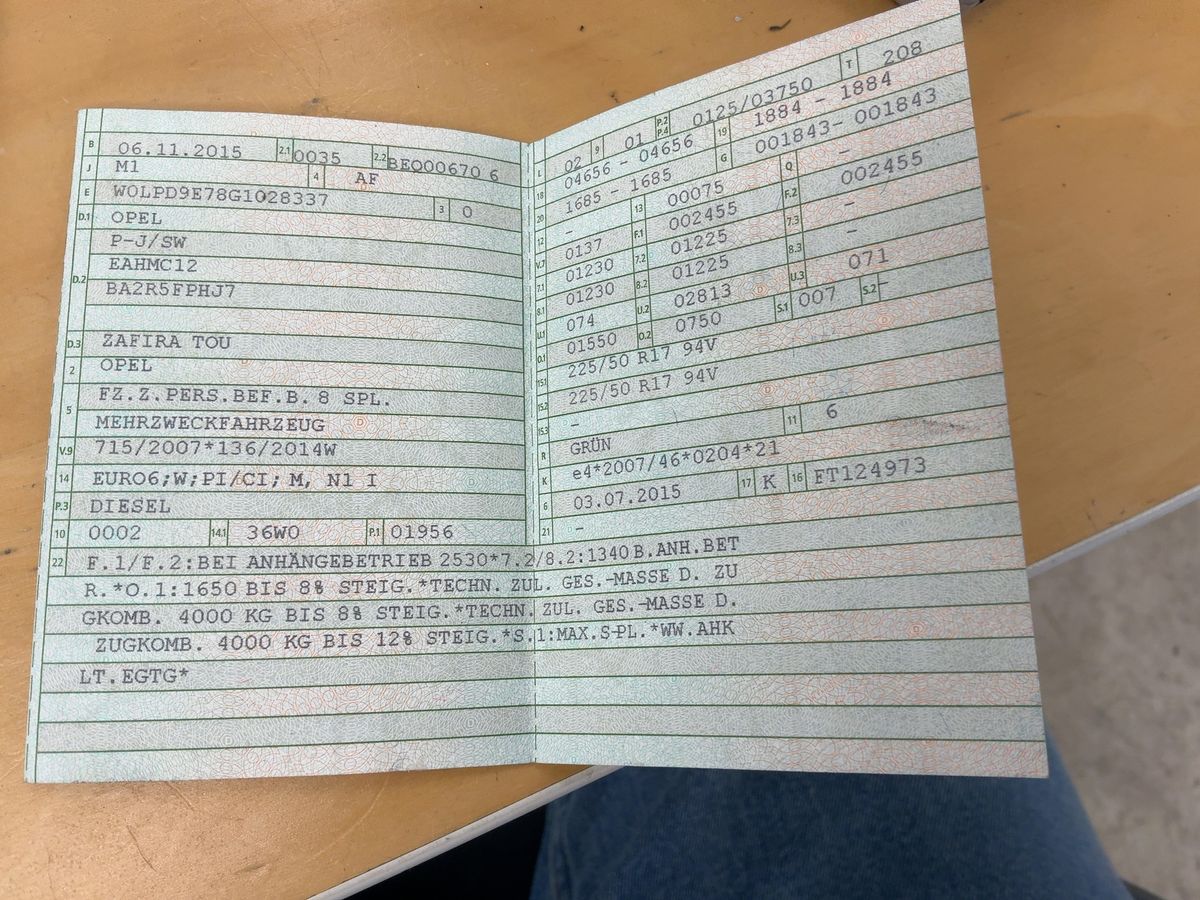 B 06.11.2015 2.1 0035 2.2 BEQ00670 6
J M1 4 AF
E W0LPD9E78G1028337 3 0
D.1 OPEL
D.2 P-J/SW
EAHMC12
BA2R5FPHJ7
D.3 ZAFIRA TOU
2 OPEL
5 FZ.Z.PERS.BEF.B. 8 SPL.
MEHRZWECKFAHRZEUG
V.9 715/2007*136/2014W
14 EURO6;W;PI/CI; M, N1 I
P.3 DIESEL
10 0002 14.1 36W0 P.1 01956
L 02 9 01 P.2 P.4 0125/03750 T 208
18 04656 - 04656 19 1884 - 1884
20 1685 - 1685 G 001843- 001843
12 - 13 00075 Q -
V.7 0137 F.1 002455 F.2 002455
7.1 01230 7.2 01225 7.3 -
8.1 01230 8.2 01225 8.3 -
U.1 074 U.2 02813 U.3 071
O.1 01550 O.2 0750 S.1 007 S.2 -
15.1 225/50 R17 94V
15.2 225/50 R17 94V
15.3 -
R GRÜN 11 6
K e4*2007/46*0204*21
6 03.07.2015 17 K 16 FT124973
21 -
22 F.1/F.2:BEI ANHÄNGEBETRIEB 2530*7.2/8.2:1340 B.ANH.BET
R.*O.1:1650 BIS 8% STEIG.*TECHN. ZUL. GES.-MASSE D. ZU
GKOMB. 4000 KG BIS 8% STEIG.*TECHN. ZUL. GES.-MASSE D.
ZUGKOMB. 4000 KG BIS 12% STEIG.*S.1:MAX.S-PL.*WW.AHK
LT.EGTG*